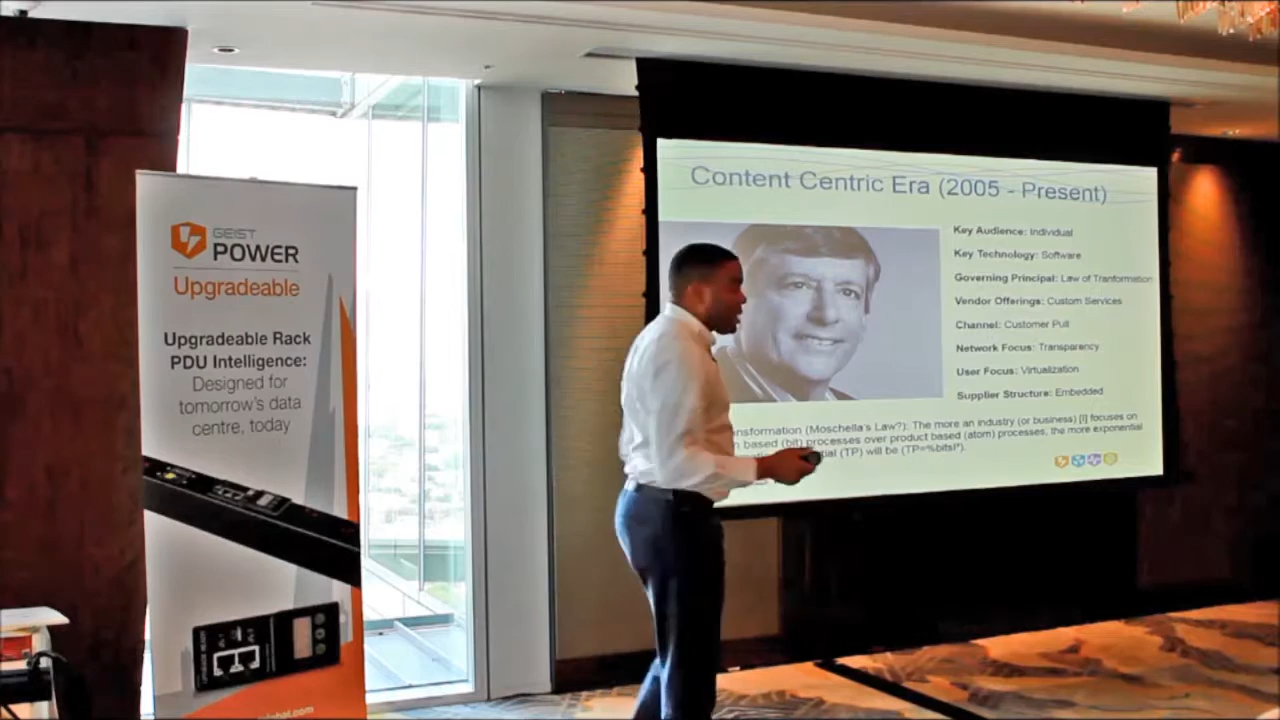 GEIST
POWER
Upgradeable
Upgradeable Rack
PDU Intelligence:
Designed for
tomorrow's data
centre, today
Content Centric Era (2005 - Present)
Key Audience: Individual
Key Technology: Software
Governing Principal: Law of Tranformation
Vendor Offerings: Custom Services
Channel: Customer Pull
Network Focus: Transparency
User Focus: Virtualization
Supplier Structure: Embedded
(Moschella's Law?): The more an industry (or business) [I] focuses on
based (bit) processes over product based (atom) processes, the more exponential
(TP) will be (TP=%bitsI*).